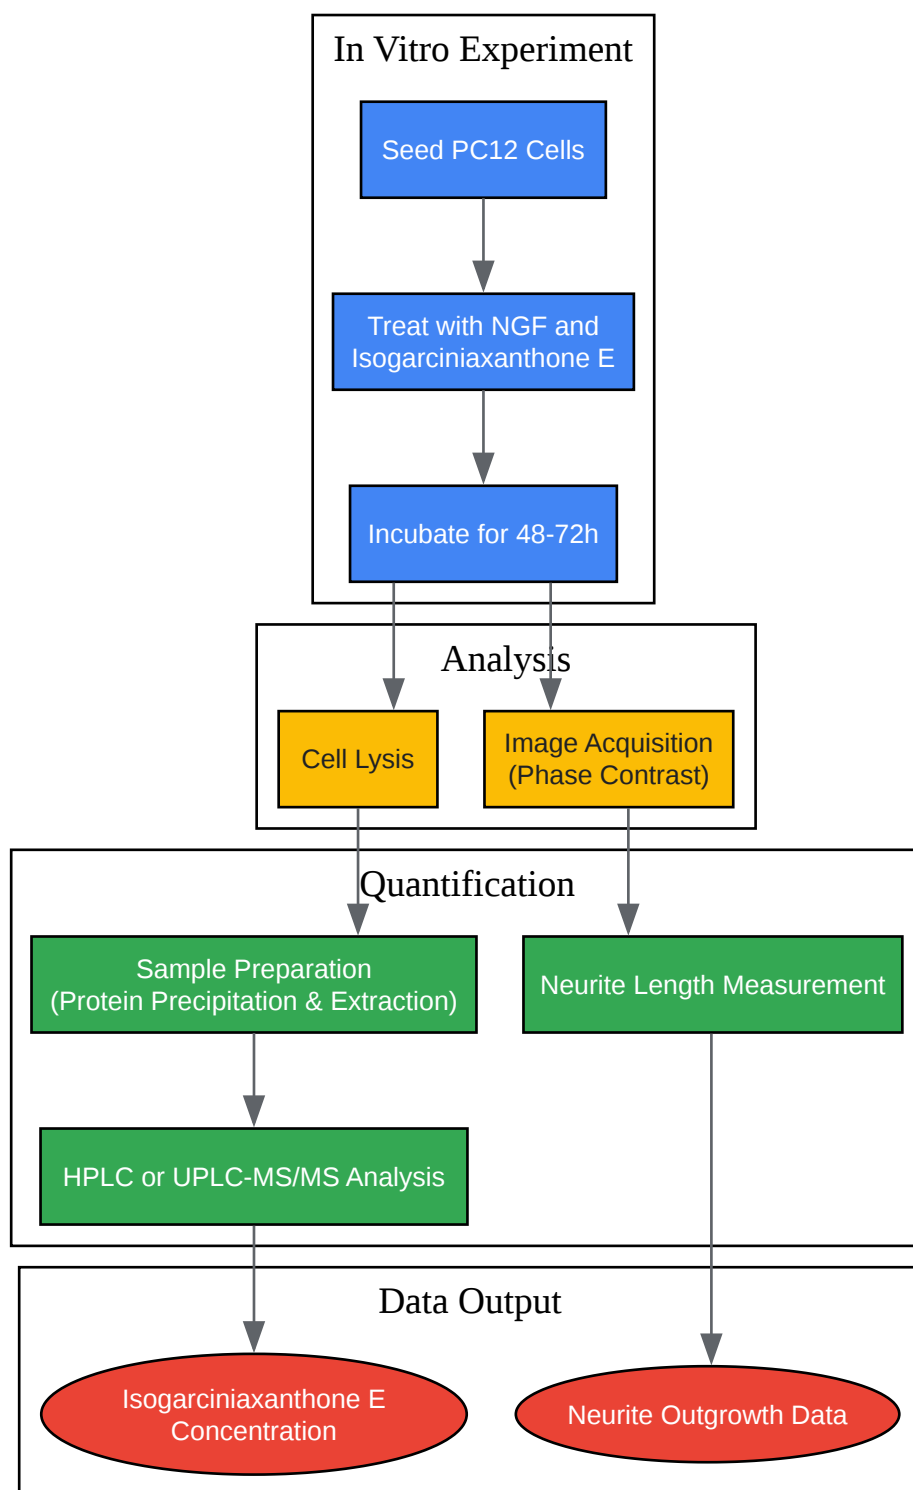 In Vitro Experiment
Seed PC12 Cells
Treat with NGF and
Isogarciniaxanthone E
Incubate for 48-72h
Analysis
Cell Lysis
Image Acquisition
(Phase Contrast)
Quantification
Sample Preparation
(Protein Precipitation & Extraction)
Neurite Length Measurement
HPLC or UPLC-MS/MS Analysis
Data Output
Isogarciniaxanthone E
Concentration
Neurite Outgrowth Data